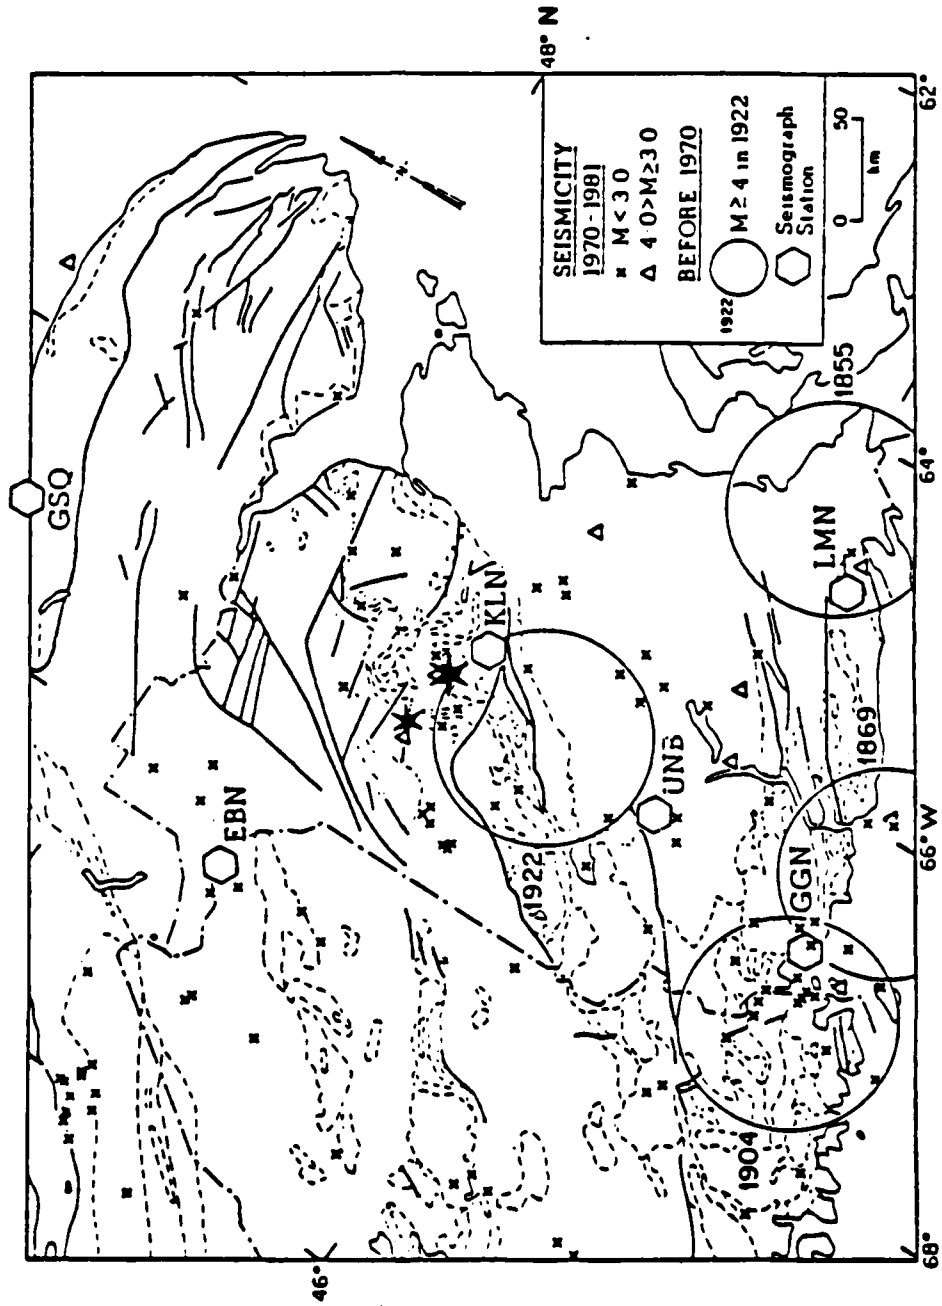 48° N
62°
SEISMICITY
1970-1981
x M < 3 0
Δ 4 0>M≥3 0
BEFORE 1970
1922
M ≥ 4 in 1922
Seismograph
Station
0 50
km
GSQ
1855
64°
LMN
KLN
1869
UNB
EBN
66° W
GGN
1922
1904
46°
68°